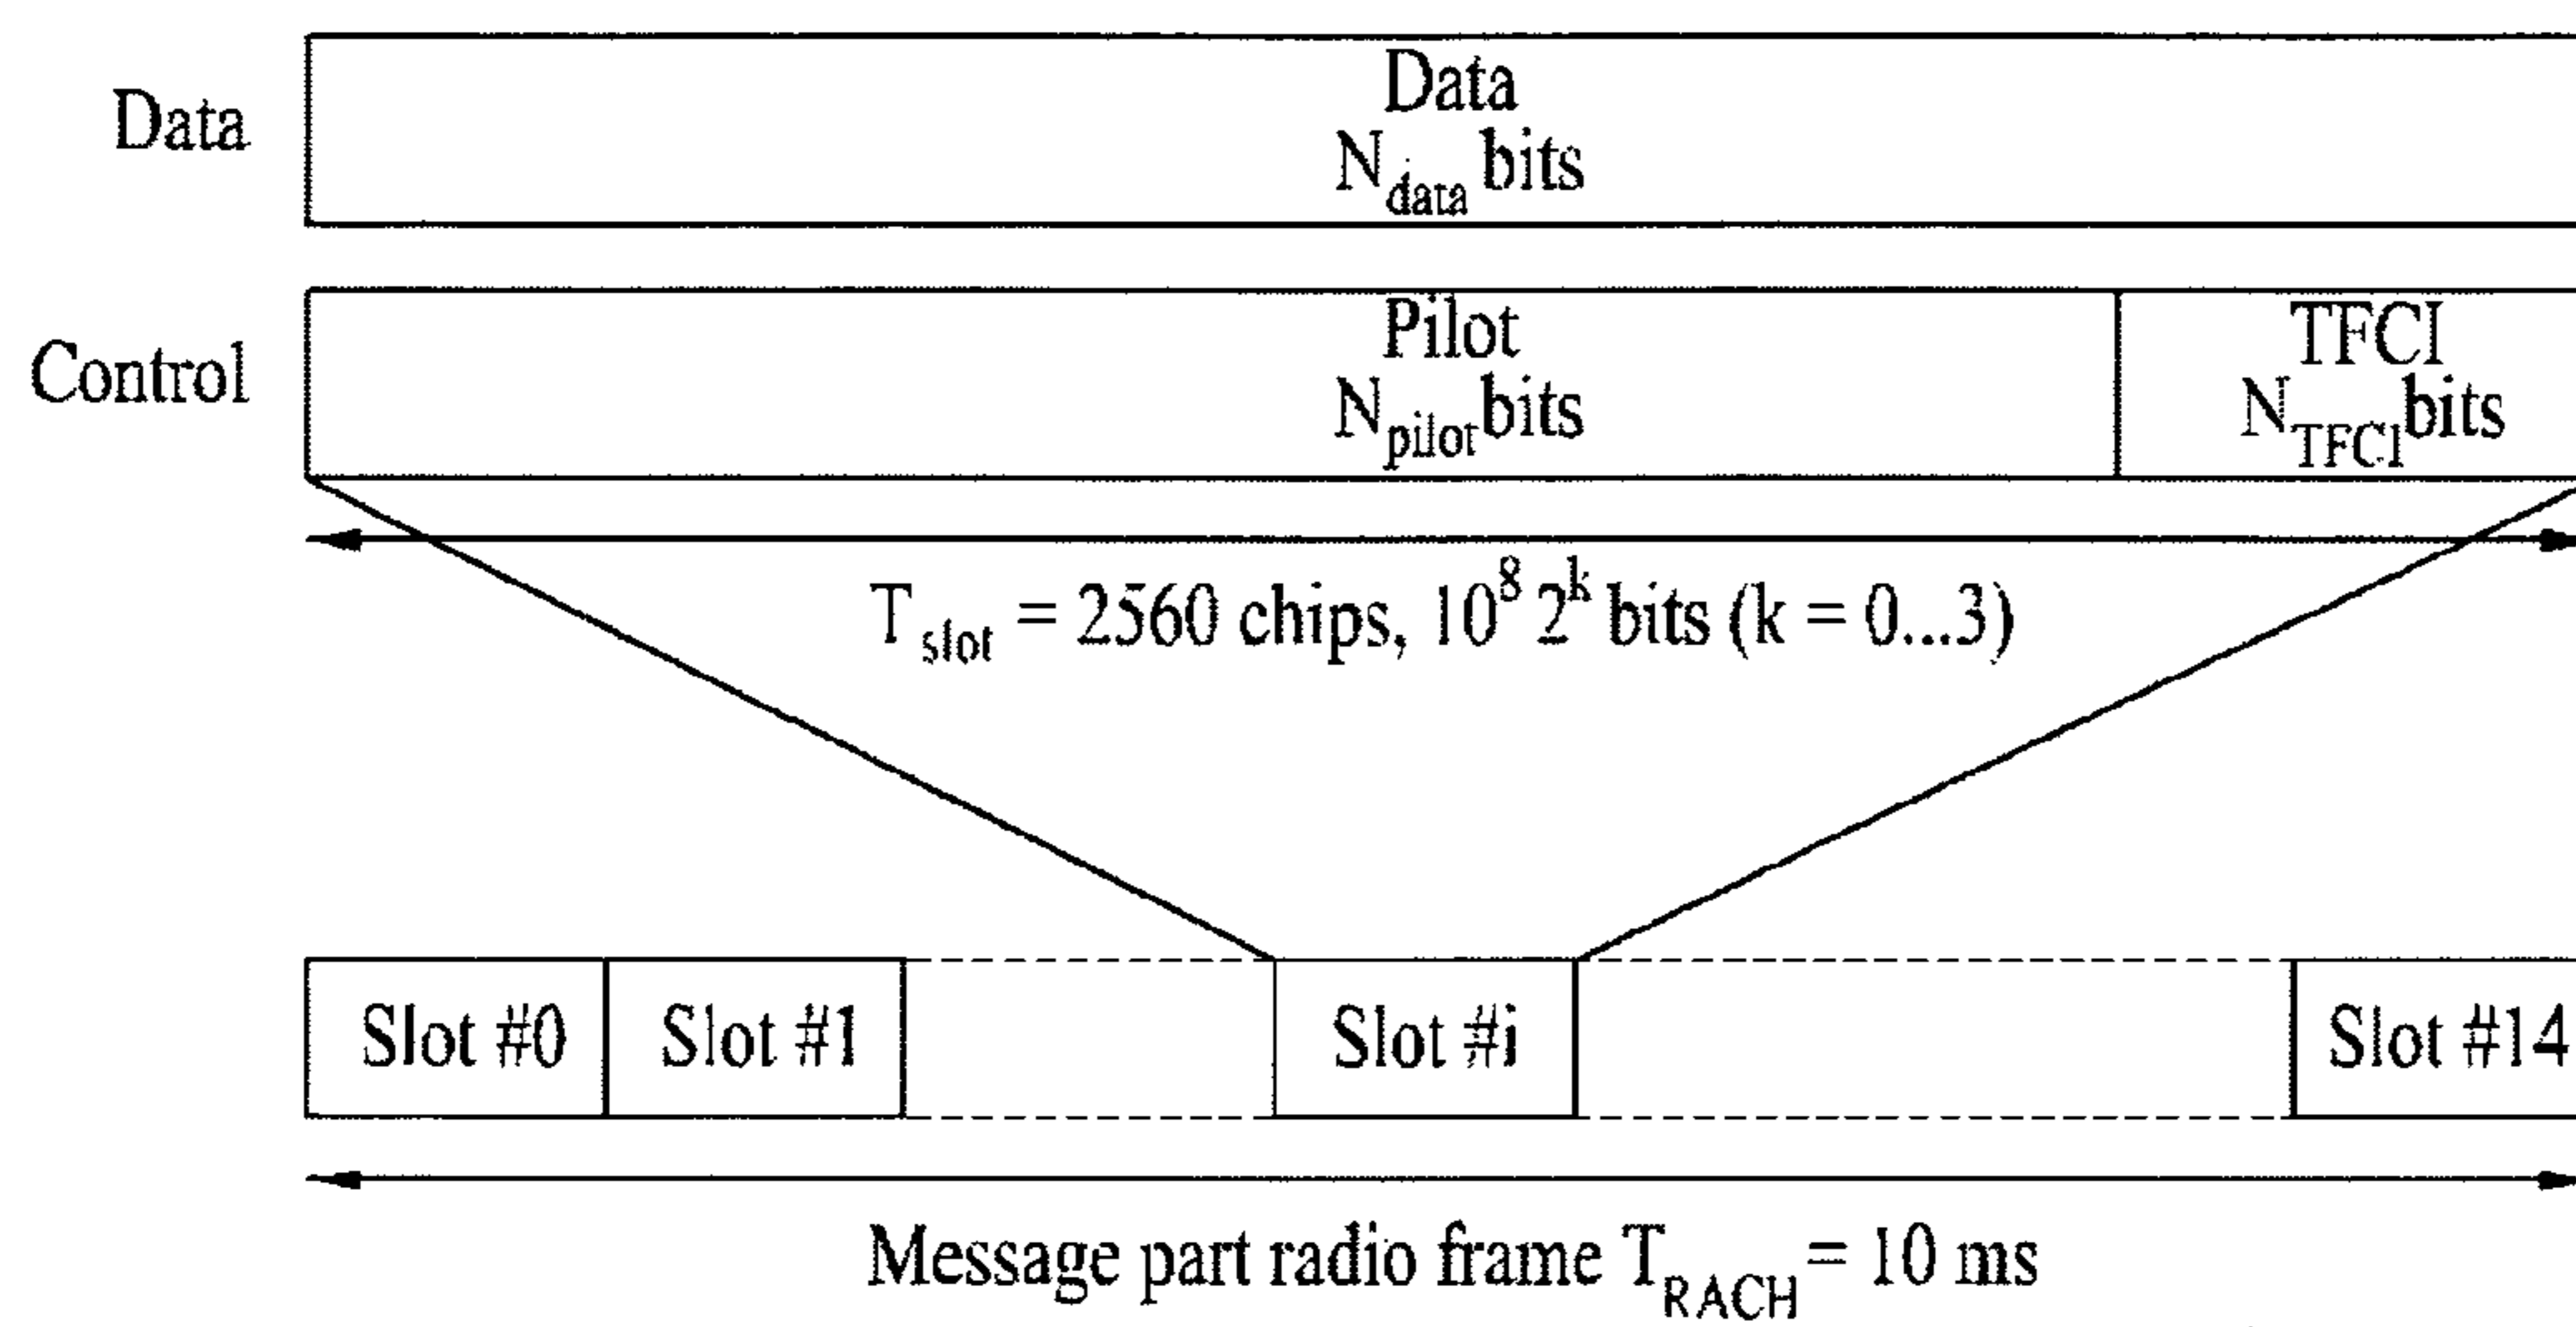 Data
Data
N_data bits
Control
Pilot
N_pilot bits
TFCI
N_TFCI bits
T_slot = 2560 chips, 10^8 2^k bits (k = 0...3)
Slot #0
Slot #1
Slot #i
Slot #14
Message part radio frame T_RACH = 10 ms